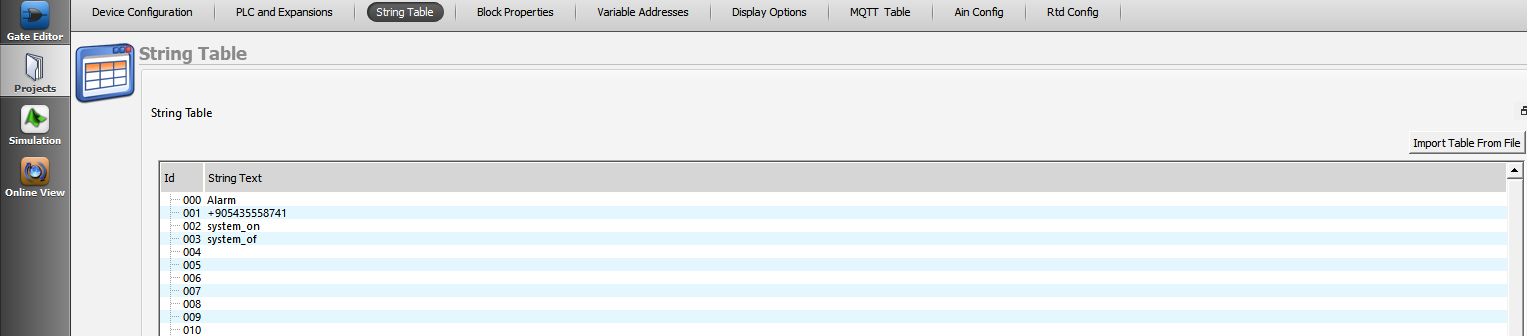 Device Configuration PLC and Expansions String Table Block Properties Variable Addresses Display Options MQTT Table Ain Config Rtd Config
Gate Editor
Projects
Simulation
Online View
String Table
String Table
Import Table From File
Id String Text
000 Alarm
001 +905435558741
002 system_on
003 system_of
004
005
006
007
008
009
010